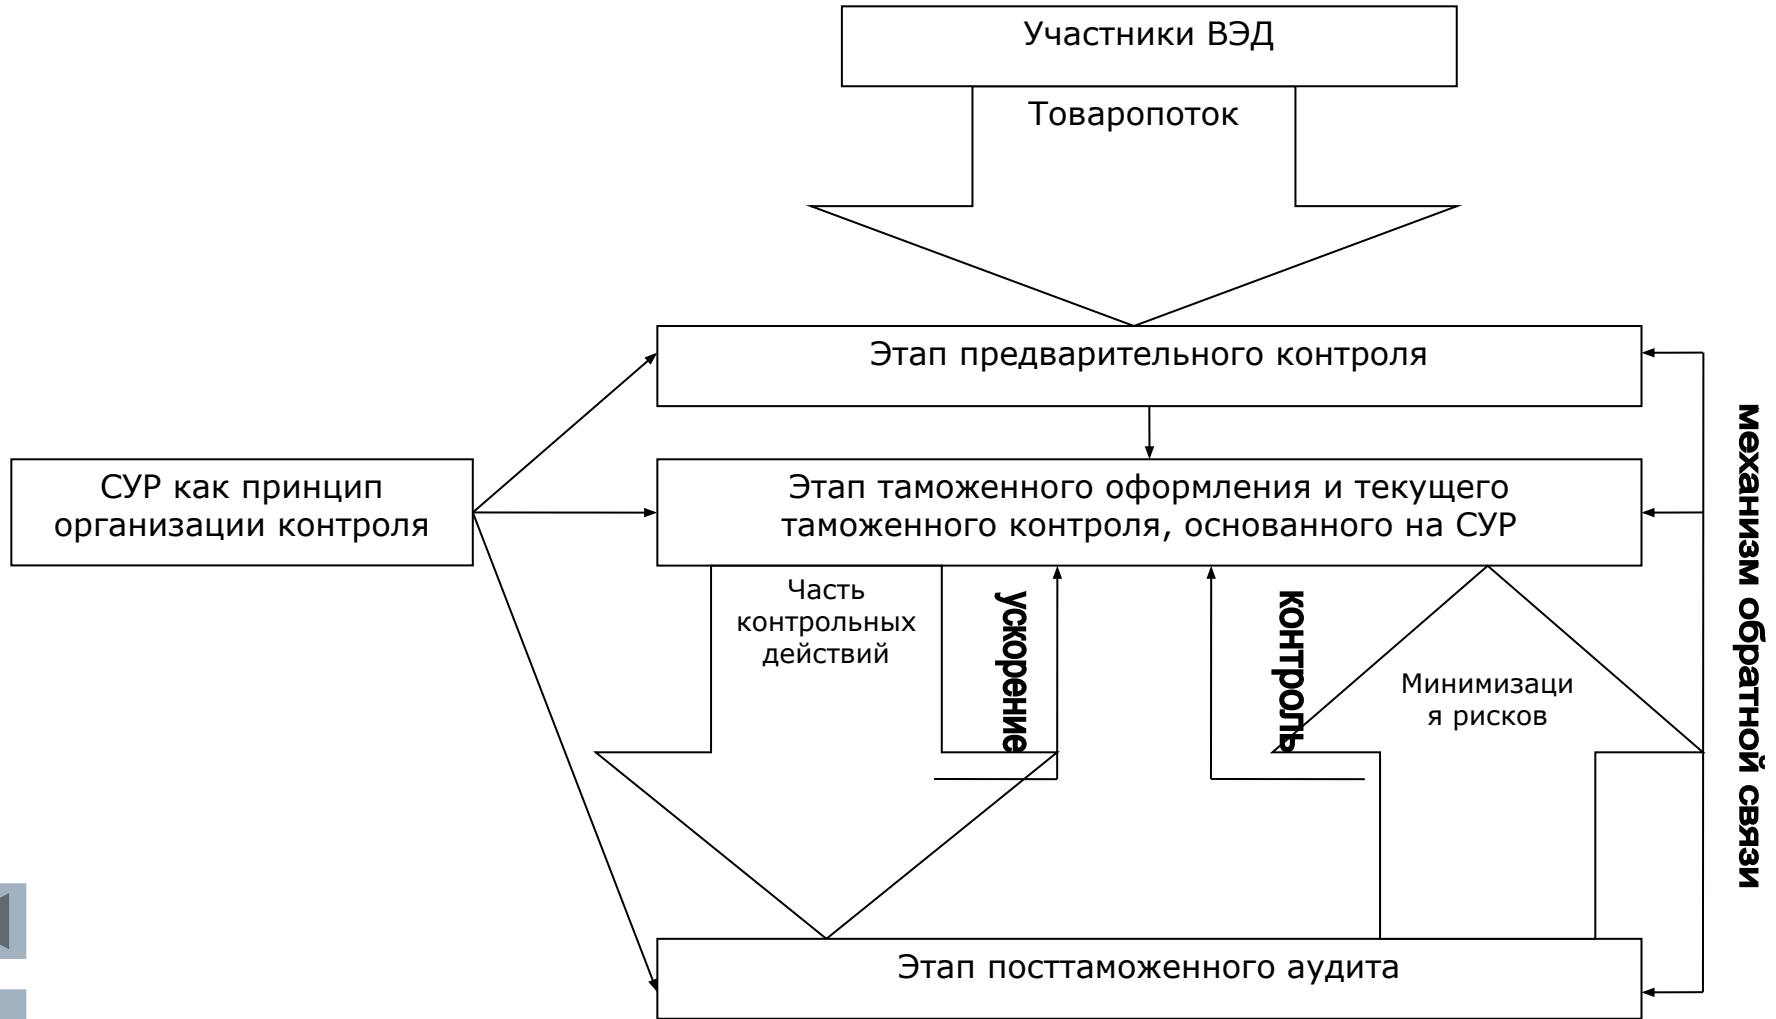 Участники ВЭД
Товаропоток
Этап предварительного контроля
СУР как принцип
организации контроля
Этап таможенного оформления и текущего
таможенного контроля, основанного на СУР
Часть
контрольных
действий
ускорение
контроль
Минимизаци
я рисков
механизм обратной связи
Этап посттаможенного аудита